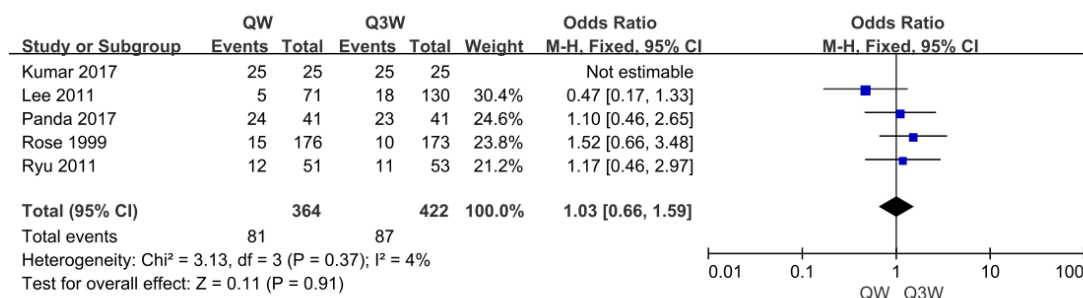 QW Q3W Odds Ratio Odds Ratio
Study or Subgroup Events Total Events Total Weight M-H, Fixed, 95% CI M-H, Fixed, 95% CI
Kumar 2017 25 25 25 25 Not estimable
Lee 2011 5 71 18 130 30.4% 0.47 [0.17, 1.33]
Panda 2017 24 41 23 41 24.6% 1.10 [0.46, 2.65]
Rose 1999 15 176 10 173 23.8% 1.52 [0.66, 3.48]
Ryu 2011 12 51 11 53 21.2% 1.17 [0.46, 2.97]
Total (95% CI) 364 422 100.0% 1.03 [0.66, 1.59]
Total events 81 87
Heterogeneity: Chi² = 3.13, df = 3 (P = 0.37); I² = 4%
Test for overall effect: Z = 0.11 (P = 0.91)
0.01 0.1 1 10 100
QW Q3W